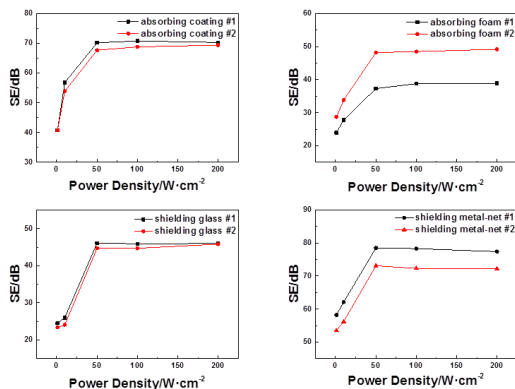 absorbing coating #1
absorbing coating #2
80
70
60
50
40
30
SE/dB
0 50 100 150 200
Power Density/W·cm-2
absorbing foam #1
absorbing foam #2
60
50
40
30
20
SE/dB
0 50 100 150 200
Power Density/W·cm-2
shielding glass #1
shielding glass #2
50
40
30
20
SE/dB
0 50 100 150 200
Power Density/W·cm-2
shielding metal-net #1
shielding metal-net #2
90
80
70
60
50
SE/dB
0 50 100 150 200
Power Density/W·cm-2